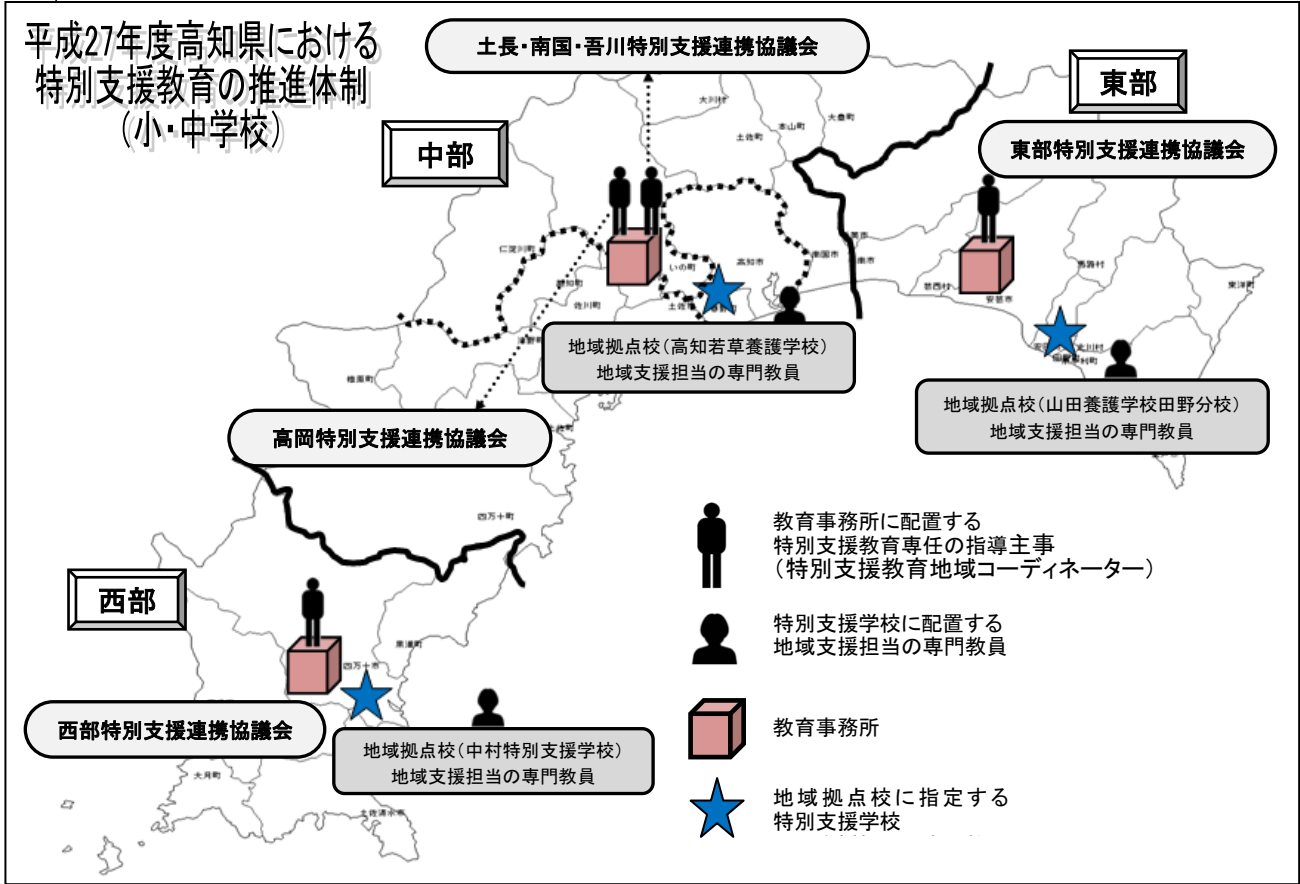 平成27年度高知県における
特別支援教育の推進体制
（小・中学校）
土長・南国・吾川特別支援連携協議会
東部
東部特別支援連携協議会
中部
大川村
土佐町
本山町
大豊町
仁淀川町
いの町
高知市
南国市
佐川町
馬路村
東洋町
芸西村
安芸市
地域拠点校（高知若草養護学校）
地域支援担当の専門教員
地域拠点校（山田養護学校田野分校）
地域支援担当の専門教員
梼原町
高岡特別支援連携協議会
四万十町
西部
黒潮町
四万十市
西部特別支援連携協議会
地域拠点校（中村特別支援学校）
地域支援担当の専門教員
大月町
土佐清水市
教育事務所に配置する
特別支援教育専任の指導主事
（特別支援教育地域コーディネーター）
特別支援学校に配置する
地域支援担当の専門教員
教育事務所
地域拠点校に指定する
特別支援学校